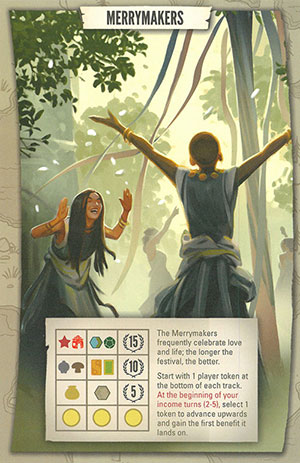 MERRYMAKERS
15
10
5
The Merrymakers
frequently celebrate love
and life; the longer the
festival, the better.
Start with 1 player token at
the bottom of each track.
At the beginning of your
income turns (2-5), select 1
token to advance upwards
and gain the first benefit it
lands on.